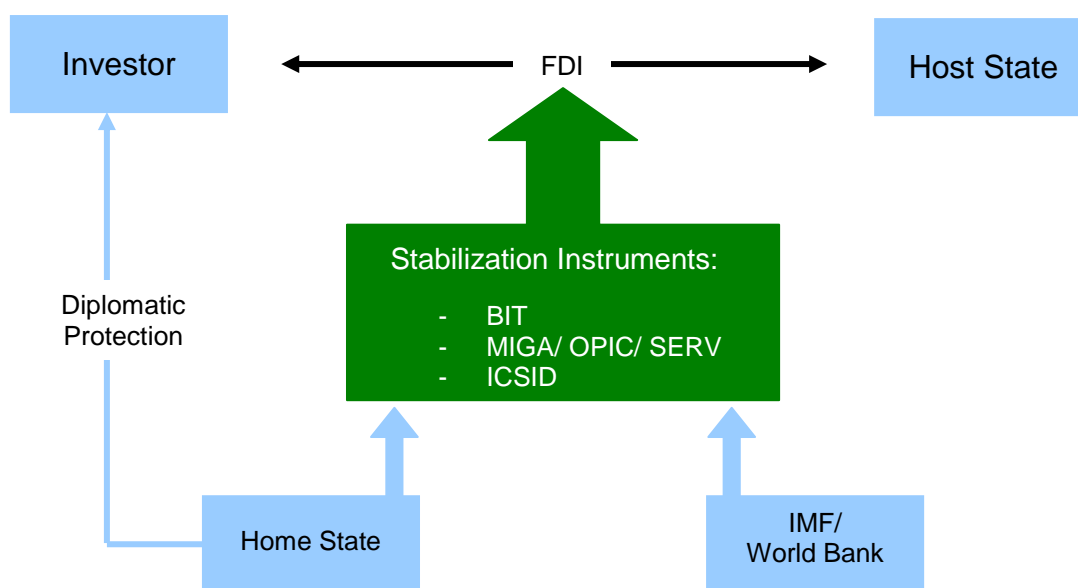 Investor
FDI
Host State
Stabilization Instruments:
- BIT
- MIGA/ OPIC/ SERV
- ICSID
Diplomatic
Protection
Home State
IMF/
World Bank